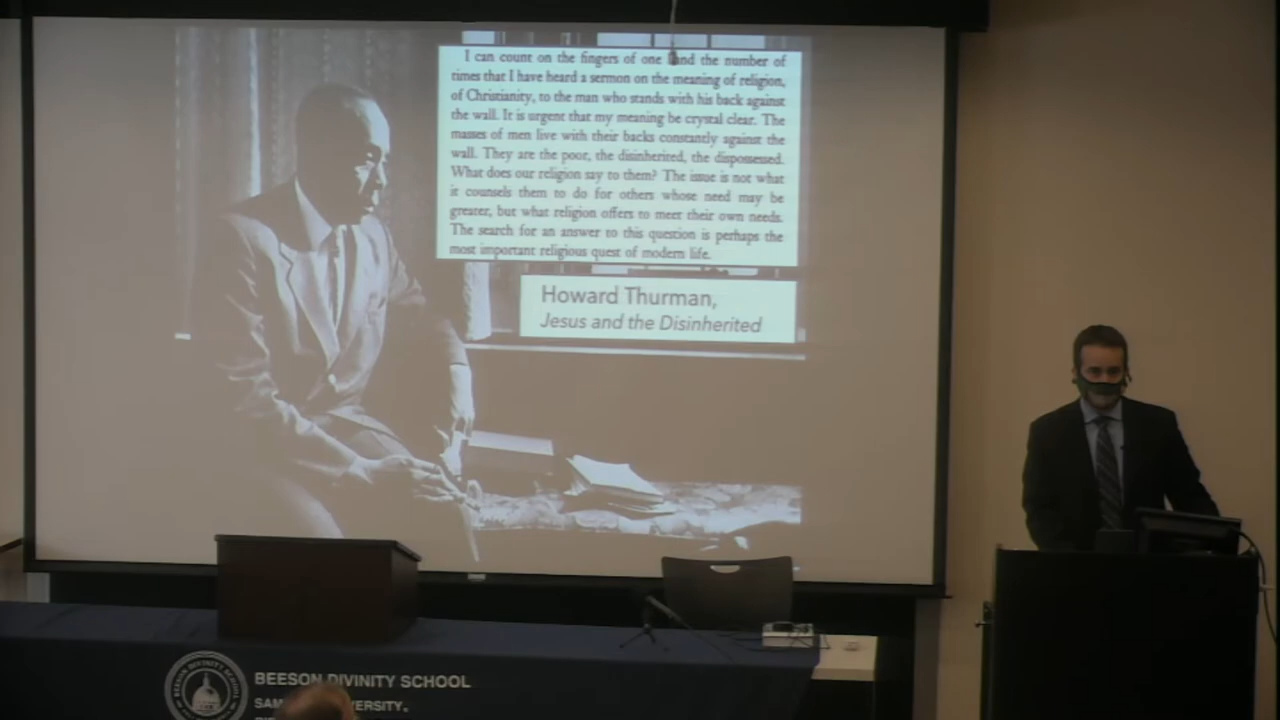 I can count on the fingers of one hand the number of
times that I have heard a sermon on the meaning of religion,
of Christianity, to the man who stands with his back against
the wall. It is urgent that my meaning be crystal clear. The
masses of men live with their backs constantly against the
wall. They are the poor, the disinherited, the dispossessed.
What does our religion say to them? The issue is not what
it counsels them to do for others whose need may be
greater, but what religion offers to meet their own needs.
The search for an answer to this question is perhaps the
most important religious quest of modern life.
Howard Thurman,
Jesus and the Disinherited
BEESON DIVINITY SCHOOL